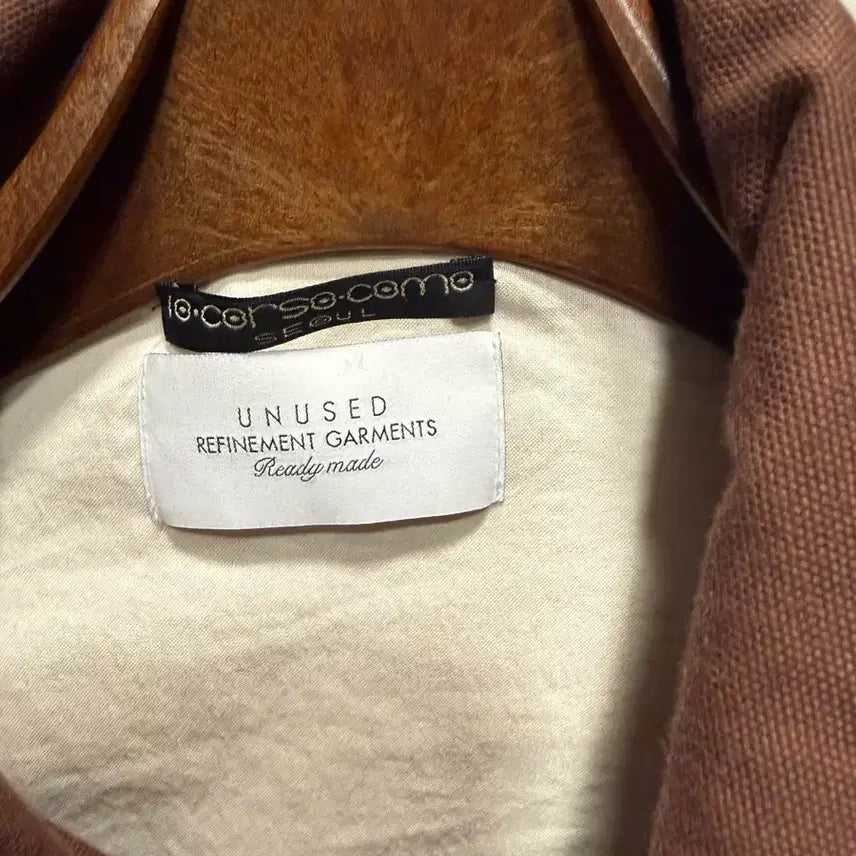 10·corso·como
SEOUL
UNUSED
REFINEMENT GARMENTS
Ready made